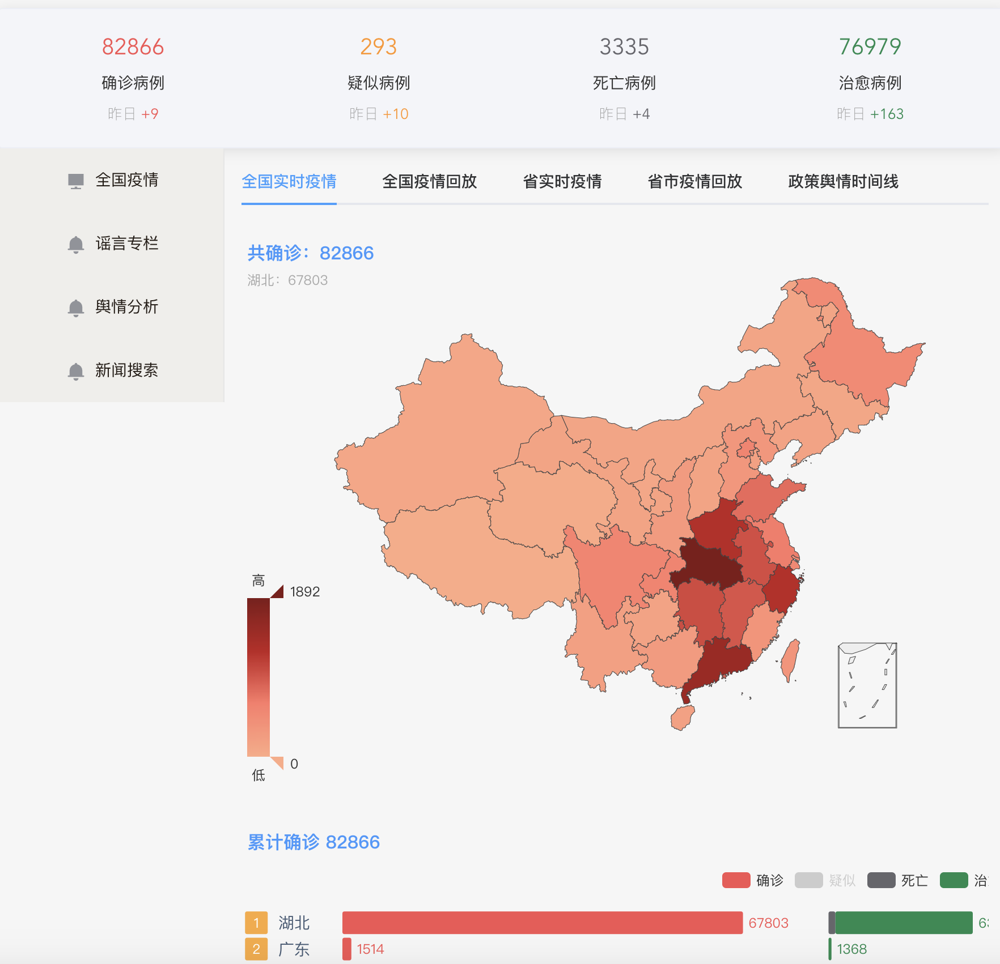 82866 293 3335 76979
确诊病例 疑似病例 死亡病例 治愈病例
昨日 +9 昨日 +10 昨日 +4 昨日 +163
全国疫情
谣言专栏
舆情分析
新闻搜索
全国实时疫情 全国疫情回放 省实时疫情 省市疫情回放 政策舆情时间线
共确诊：82866
湖北：67803
高
1892
0
低
累计确诊 82866
确诊 疑似 死亡 治
1 湖北 67803 6
2 广东 1514 1368